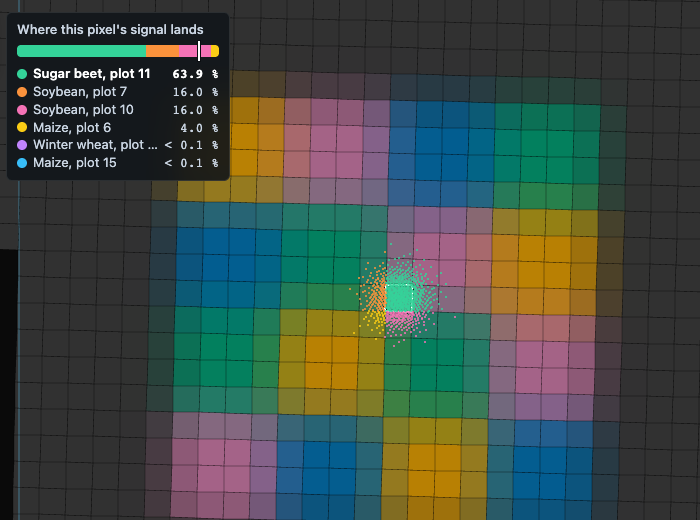 Where this pixel's signal lands
Sugar beet, plot 11 63.9 %
Soybean, plot 7 16.0 %
Soybean, plot 10 16.0 %
Maize, plot 6 4.0 %
Winter wheat, plot ... < 0.1 %
Maize, plot 15 < 0.1 %